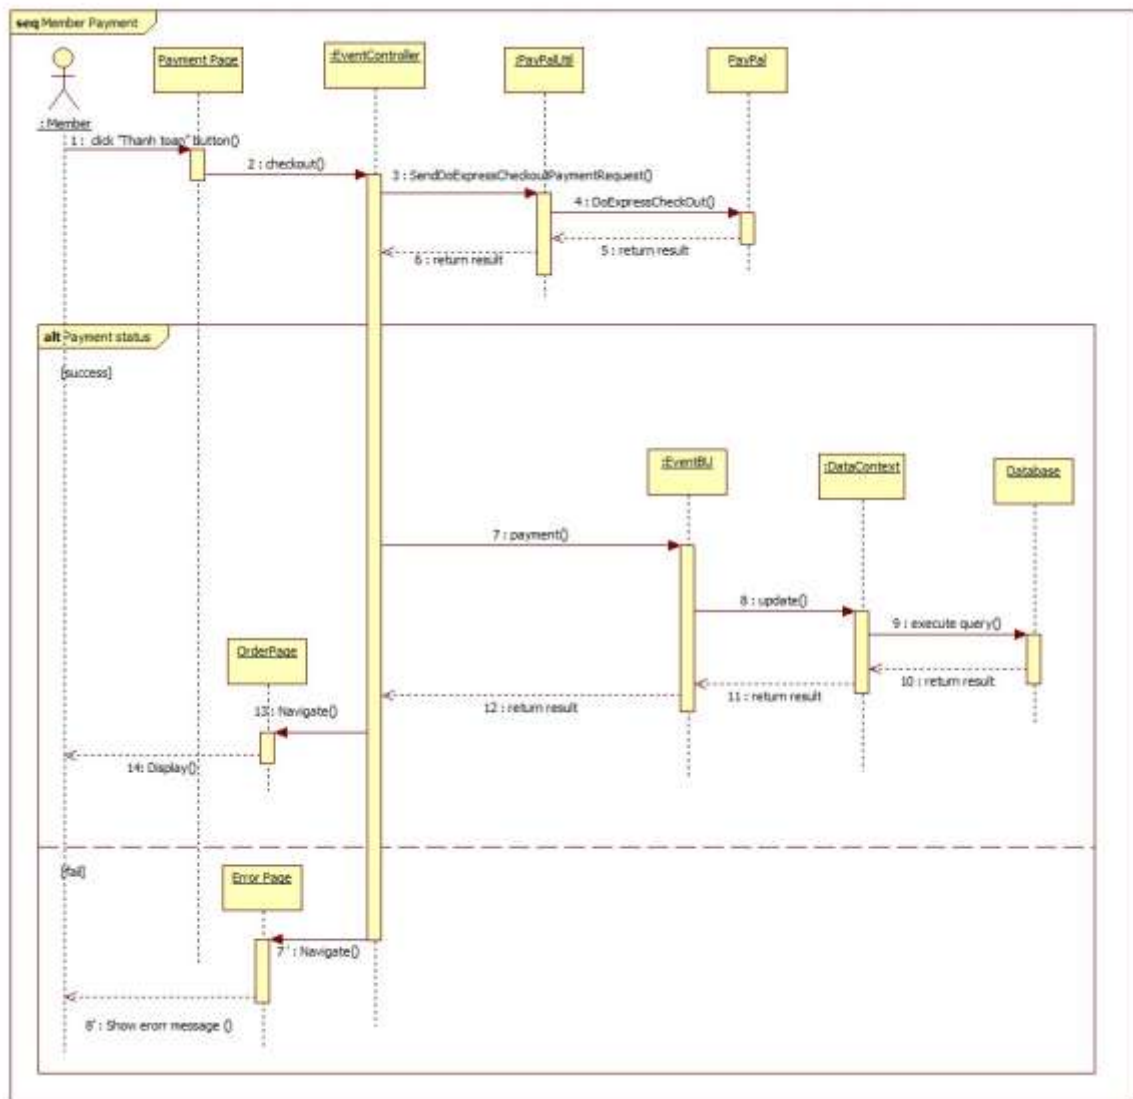 seq Member Payment
: Member
Payment Page
:EventController
:PayPalUtil
PayPal
1 : click "Thanh toan" Button()
2 : checkout()
3 : SendDoExpressCheckoutPaymentRequest()
4 : DoExpressCheckOut()
5 : return result
6 : return result
alt Payment status
[success]
:EventBU
:DataContext
Database
7 : payment()
8 : update()
9 : execute query()
OrderPage
10 : return result
11 : return result
12 : return result
13: Navigate()
14: Display()
[fail]
Error Page
7' : Navigate()
8' : Show erorr message ()